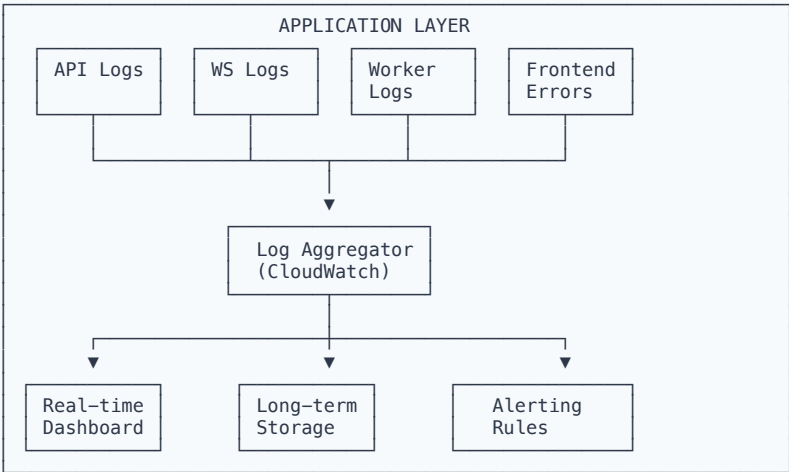 APPLICATION LAYER
API Logs
WS Logs
Worker
Logs
Frontend
Errors
Log Aggregator
(CloudWatch)
Real-time
Dashboard
Long-term
Storage
Alerting
Rules